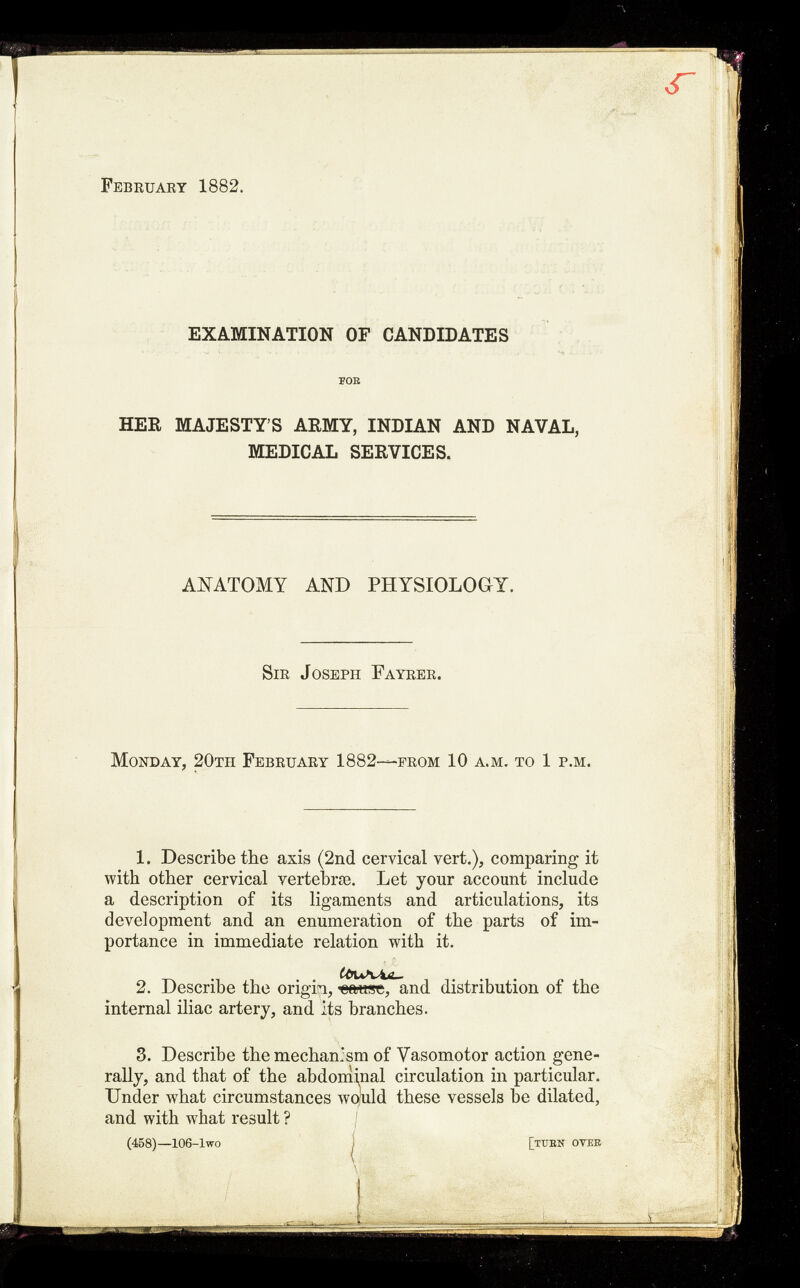 5
FEBRUARY 1882.
EXAMINATION OF CANDIDATES
FOR
HER MAJESTY'S ARMY, INDIAN AND NAVAL,
MEDICAL SERVICES.
ANATOMY AND PHYSIOLOGY.
SIR JOSEPH FAYRER.
MONDAY, 20TH FEBRUARY 1882—FROM 10 A.M. TO 1 P.M.
1. Describe the axis (2nd cervical vert.), comparing it
with other cervical vertebræ. Let your account include
a description of its ligaments and articulations, its
development and an enumeration of the parts of im-
portance in immediate relation with it.
course
2. Describe the origin, cause, and distribution of the
internal iliac artery, and its branches.
3. Describe the mechanism of Vasomotor action gene-
rally, and that of the abdominal circulation in particular.
Under what circumstances would these vessels be dilated,
and with what result?
(458)—106-1wo [TURN OVER